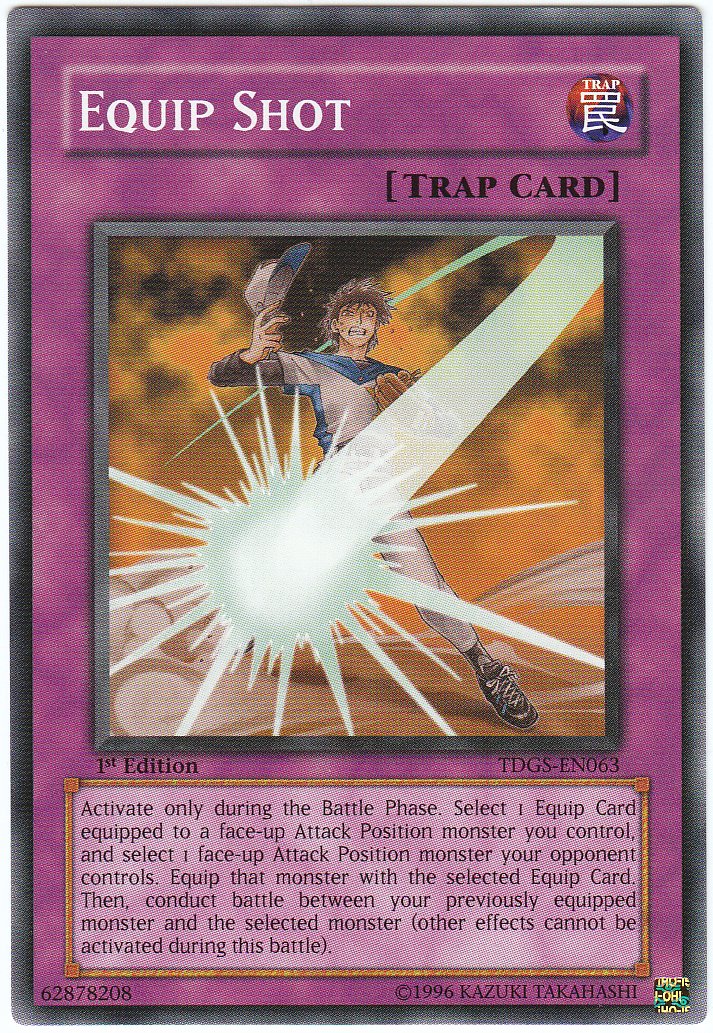 EQUIP SHOT
TRAP
罠
[TRAP CARD]
1st Edition
TDGS-EN063
Activate only during the Battle Phase. Select 1 Equip Card
equipped to a face-up Attack Position monster you control,
and select 1 face-up Attack Position monster your opponent
controls. Equip that monster with the selected Equip Card.
Then, conduct battle between your previously equipped
monster and the selected monster (other effects cannot be
activated during this battle).
62878208
©1996 KAZUKI TAKAHASHI